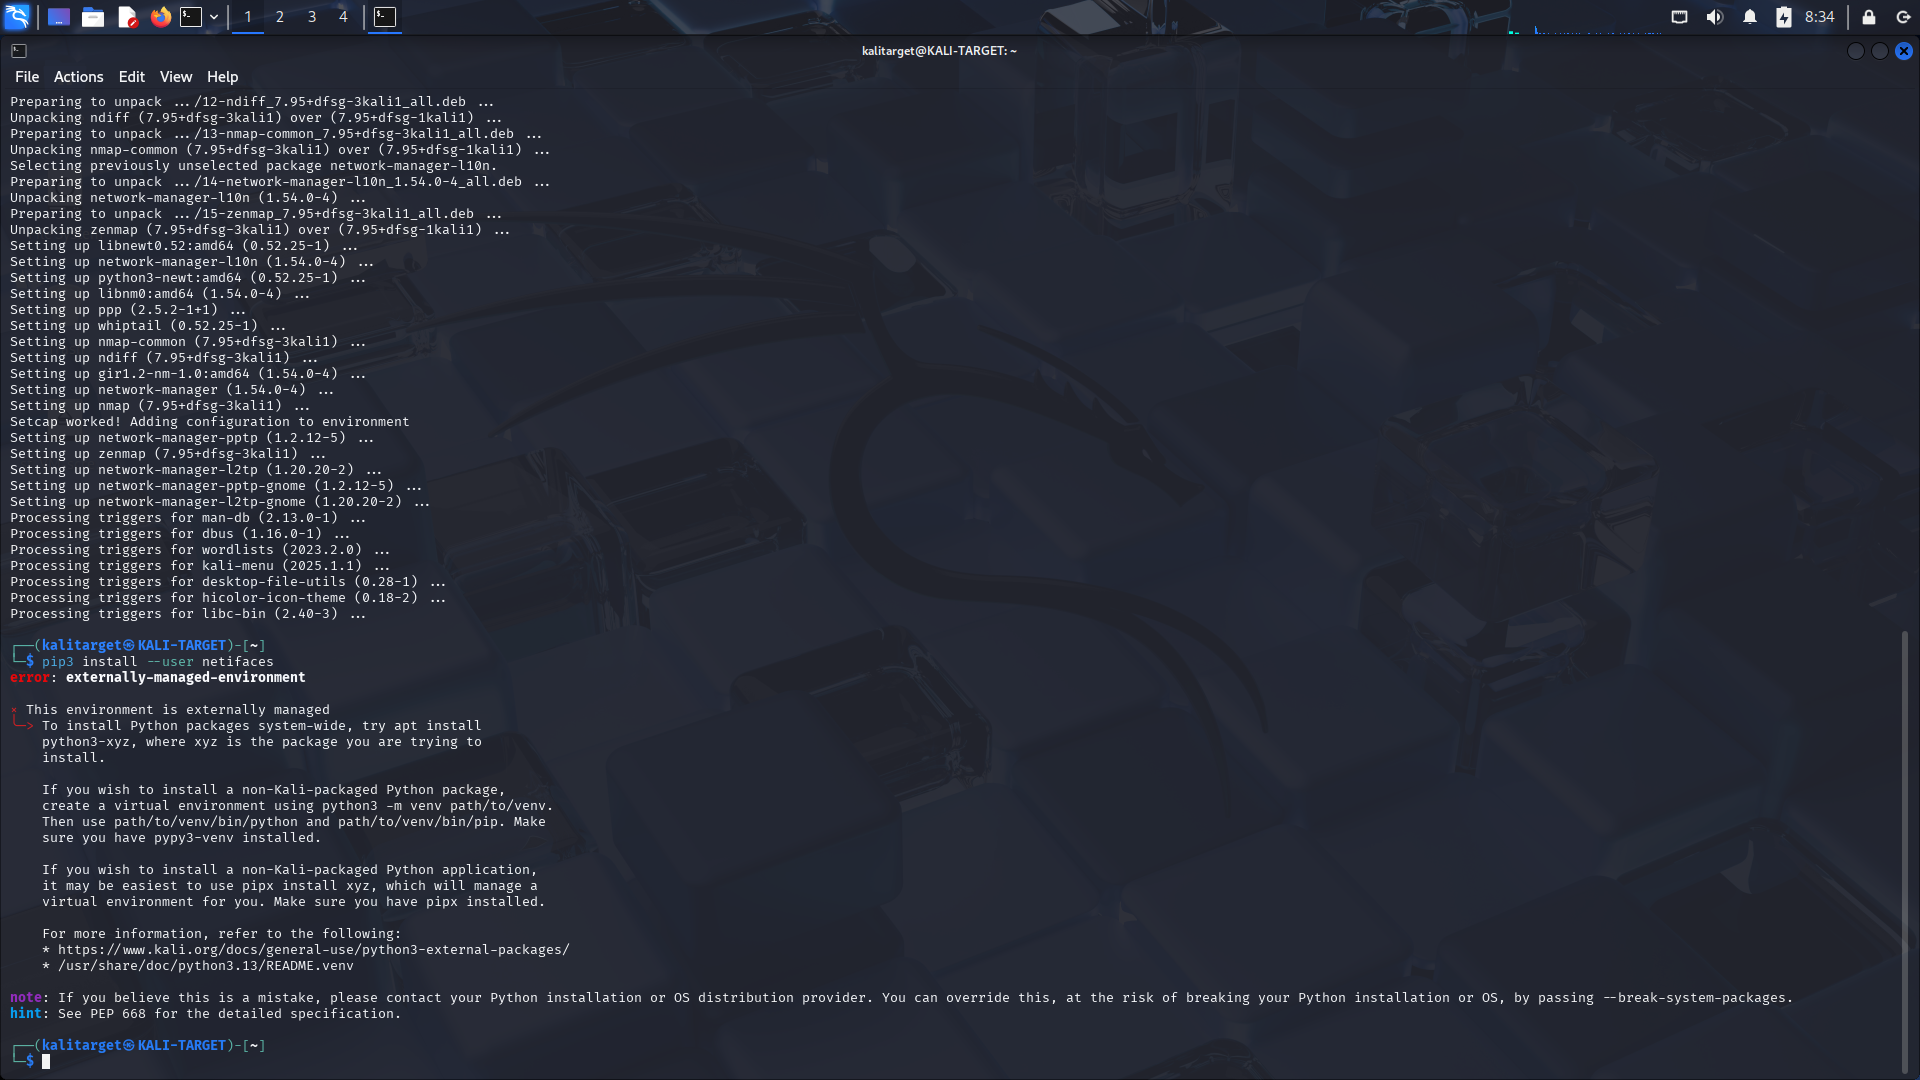 1 2 3 4 8:34
kalitarget@KALI-TARGET: ~
File Actions Edit View Help
Preparing to unpack .../12-ndiff_7.95+dfsg-3kali1_all.deb ...
Unpacking ndiff (7.95+dfsg-3kali1) over (7.95+dfsg-1kali1) ...
Preparing to unpack .../13-nmap-common_7.95+dfsg-3kali1_all.deb ...
Unpacking nmap-common (7.95+dfsg-3kali1) over (7.95+dfsg-1kali1) ...
Selecting previously unselected package network-manager-l10n.
Preparing to unpack .../14-network-manager-l10n_1.54.0-4_all.deb ...
Unpacking network-manager-l10n (1.54.0-4) ...
Preparing to unpack .../15-zenmap_7.95+dfsg-3kali1_all.deb ...
Unpacking zenmap (7.95+dfsg-3kali1) over (7.95+dfsg-1kali1) ...
Setting up libnewt0.52:amd64 (0.52.25-1) ...
Setting up network-manager-l10n (1.54.0-4) ...
Setting up python3-newt:amd64 (0.52.25-1) ...
Setting up libnm0:amd64 (1.54.0-4) ...
Setting up ppp (2.5.2-1+1) ...
Setting up whiptail (0.52.25-1) ...
Setting up nmap-common (7.95+dfsg-3kali1) ...
Setting up ndiff (7.95+dfsg-3kali1) ...
Setting up gir1.2-nm-1.0:amd64 (1.54.0-4) ...
Setting up network-manager (1.54.0-4) ...
Setting up nmap (7.95+dfsg-3kali1) ...
Setcap worked! Adding configuration to environment
Setting up network-manager-pptp (1.2.12-5) ...
Setting up zenmap (7.95+dfsg-3kali1) ...
Setting up network-manager-l2tp (1.20.20-2) ...
Setting up network-manager-pptp-gnome (1.2.12-5) ...
Setting up network-manager-l2tp-gnome (1.20.20-2) ...
Processing triggers for man-db (2.13.0-1) ...
Processing triggers for dbus (1.16.0-1) ...
Processing triggers for wordlists (2023.2.0) ...
Processing triggers for kali-menu (2025.1.1) ...
Processing triggers for desktop-file-utils (0.28-1) ...
Processing triggers for hicolor-icon-theme (0.18-2) ...
Processing triggers for libc-bin (2.40-3) ...
┌──(kalitarget㉿KALI-TARGET)-[~]
└─$ pip3 install --user netifaces
error: externally-managed-environment
× This environment is externally managed
╰─> To install Python packages system-wide, try apt install
python3-xyz, where xyz is the package you are trying to
install.
If you wish to install a non-Kali-packaged Python package,
create a virtual environment using python3 -m venv path/to/venv.
Then use path/to/venv/bin/python and path/to/venv/bin/pip. Make
sure you have pypy3-venv installed.
If you wish to install a non-Kali-packaged Python application,
it may be easiest to use pipx install xyz, which will manage a
virtual environment for you. Make sure you have pipx installed.
For more information, refer to the following:
* https://www.kali.org/docs/general-use/python3-external-packages/
* /usr/share/doc/python3.13/README.venv
note: If you believe this is a mistake, please contact your Python installation or OS distribution provider. You can override this, at the risk of breaking your Python installation or OS, by passing --break-system-packages.
hint: See PEP 668 for the detailed specification.
┌──(kalitarget㉿KALI-TARGET)-[~]
└─$